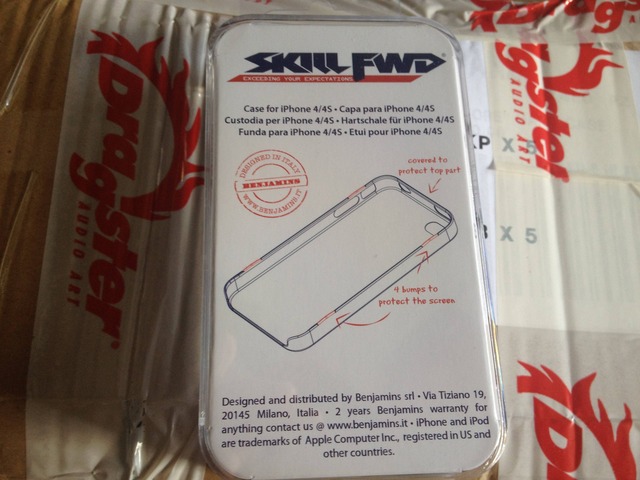 SKILL FWD
EXCEEDING YOUR EXPECTATIONS
Case for iPhone 4/4S • Capa para iPhone 4/4S
Custodia per iPhone 4/4S • Hartschale für iPhone 4/4S
Funda para iPhone 4/4S • Etui pour iPhone 4/4S
DESIGNED IN ITALY
BENJAMINS
WWW.BENJAMINS.IT
covered to
protect top part
4 bumps to
protect the screen
Designed and distributed by Benjamins srl • Via Tiziano 19,
20145 Milano, Italia • 2 years Benjamins warranty for
anything contact us @ www.benjamins.it • iPhone and iPod
are trademarks of Apple Computer Inc., registered in US and
other countries.
Dragster
AUDIO ART
Dragster
AUDIO ART
Dragster
XP X 5
X 5